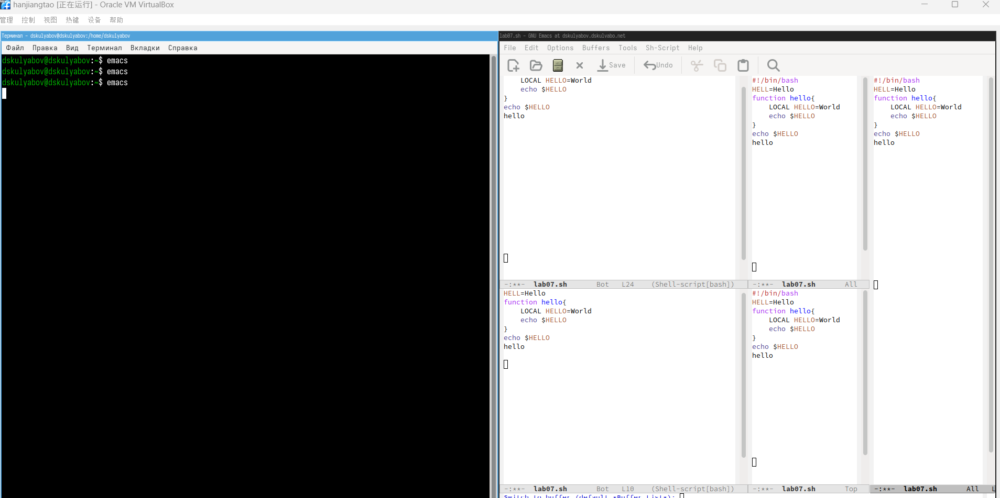 hanjiangtao [正在运行] - Oracle VM VirtualBox
管理 控制 视图 热键 设备 帮助
Терминал - dskulyabov@dskulyabov:/home/dskulyabov
Файл Правка Вид Терминал Вкладки Справка
dskulyabov@dskulyabov:~$ emacs
dskulyabov@dskulyabov:~$ emacs
dskulyabov@dskulyabov:~$ emacs
lab07.sh - GNU Emacs at dskulyabov.dskulvabo.net
File Edit Options Buffers Tools Sh-Script Help
Save Undo
    LOCAL HELLO=World
    echo $HELLO
}
echo $HELLO
hello
-:**- lab07.sh Bot L24 (Shell-script[bash])
#!/bin/bash
HELL=Hello
function hello{
    LOCAL HELLO=World
    echo $HELLO
}
echo $HELLO
hello
-:**- lab07.sh All
#!/bin/bash
HELL=Hello
function hello{
    LOCAL HELLO=World
    echo $HELLO
}
echo $HELLO
hello
-:**- lab07.sh All L
HELL=Hello
function hello{
    LOCAL HELLO=World
    echo $HELLO
}
echo $HELLO
hello
-:**- lab07.sh Bot L10 (Shell-script[bash])
#!/bin/bash
HELL=Hello
function hello{
    LOCAL HELLO=World
    echo $HELLO
}
echo $HELLO
hello
-:**- lab07.sh Top
Switch to buffer (default *Buffer List*):